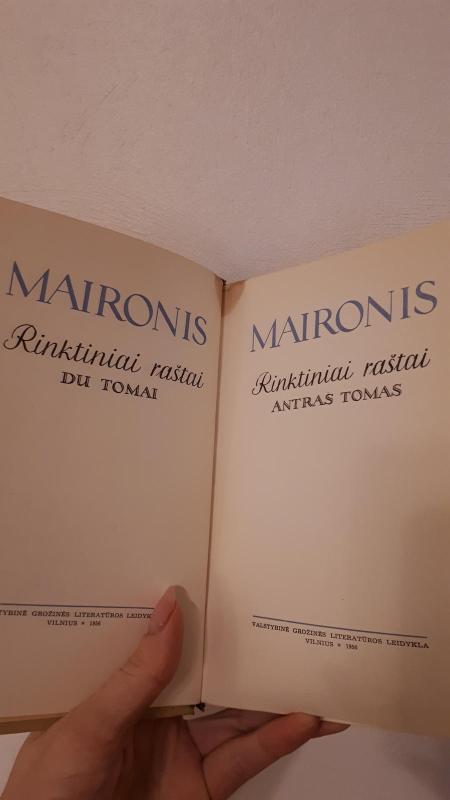 MAIRONIS
Rinktiniai raštai
DU TOMAI
GROŽINĖS LITERATŪROS
VILNIUS * 1956
MAIRONIS
Rinktiniai raštai
ANTRAS TOMAS
VALSTYBINĖ GROŽINĖS LITERATŪROS LEIDYKLA
VILNIUS * 1956